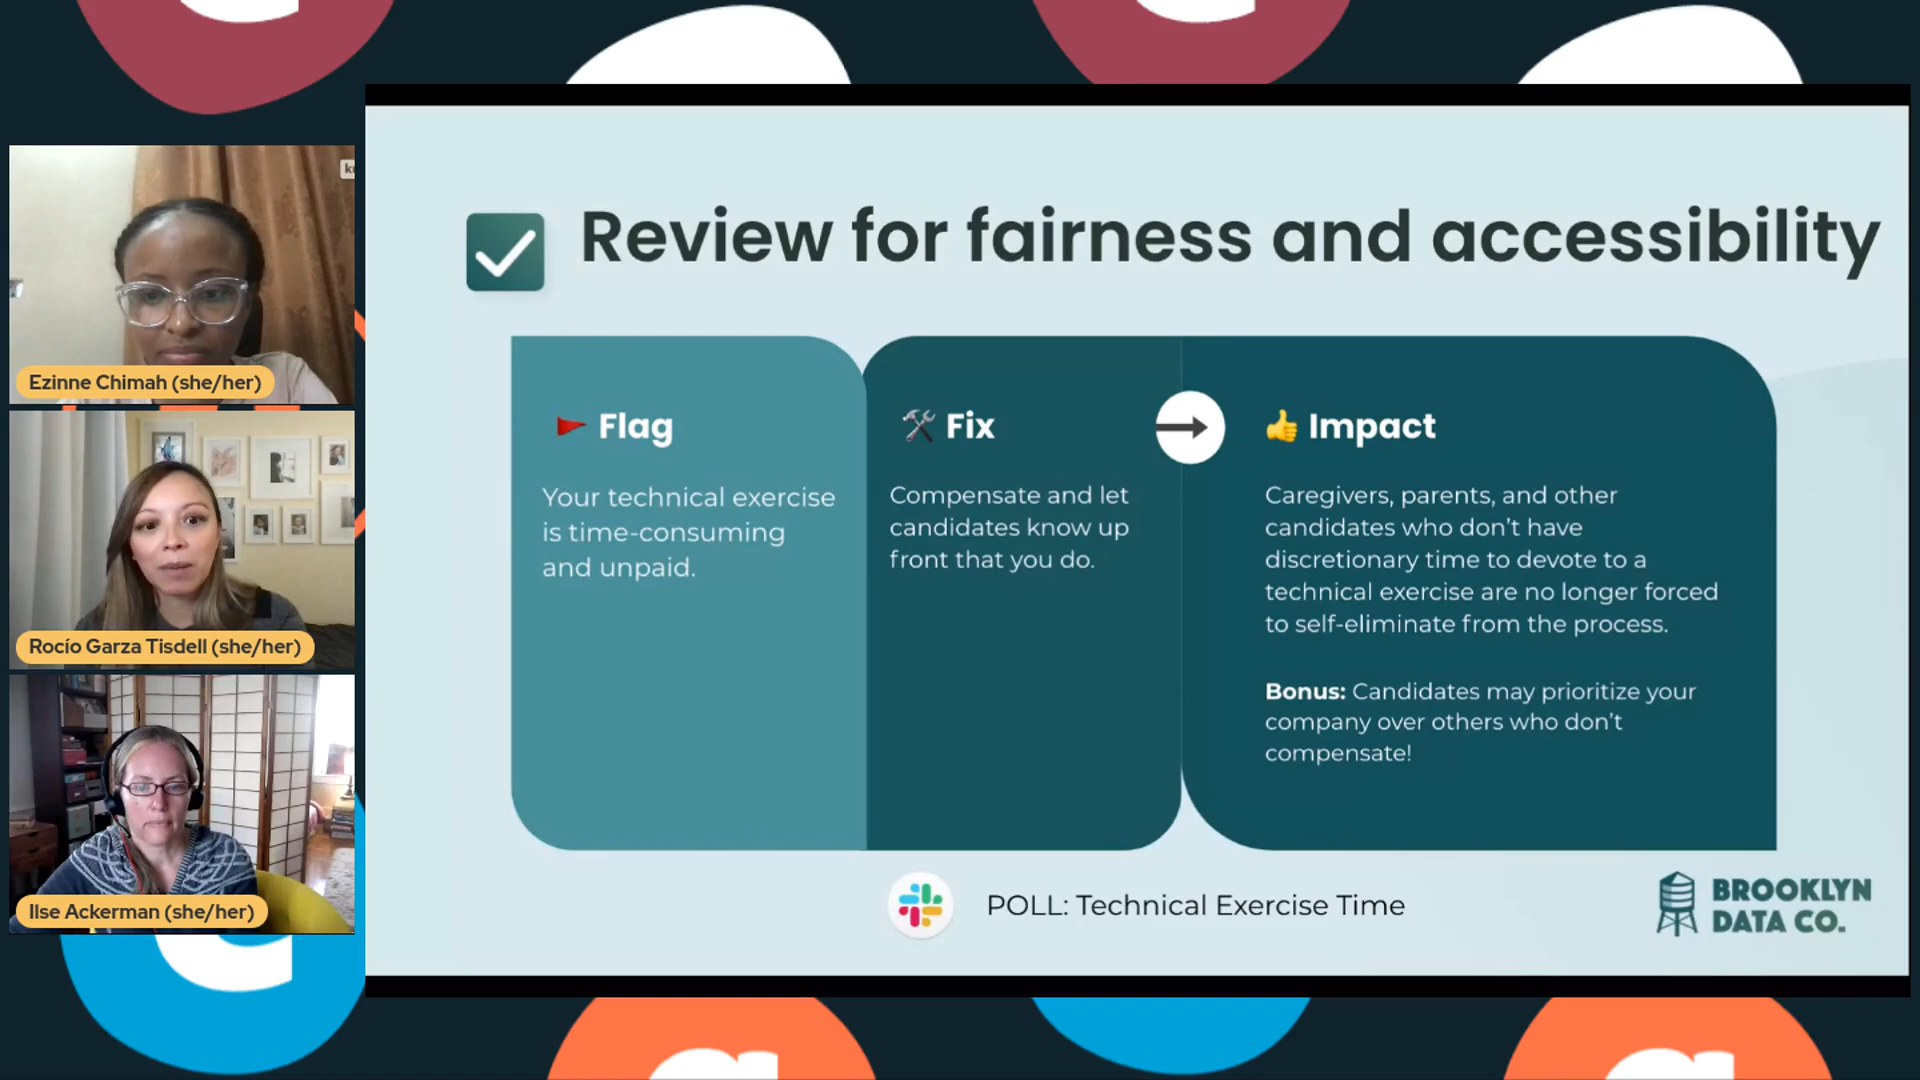 Review for fairness and accessibility
Flag
Your technical exercise
is time-consuming
and unpaid.
Fix
Compensate and let
candidates know up
front that you do.
Impact
Caregivers, parents, and other
candidates who don’t have
discretionary time to devote to a
technical exercise are no longer forced
to self-eliminate from the process.
Bonus: Candidates may prioritize your
company over others who don’t
compensate!
POLL: Technical Exercise Time
BROOKLYN
DATA CO.
Ezinne Chimah (she/her)
Rocío Garza Tisdell (she/her)
Ilse Ackerman (she/her)